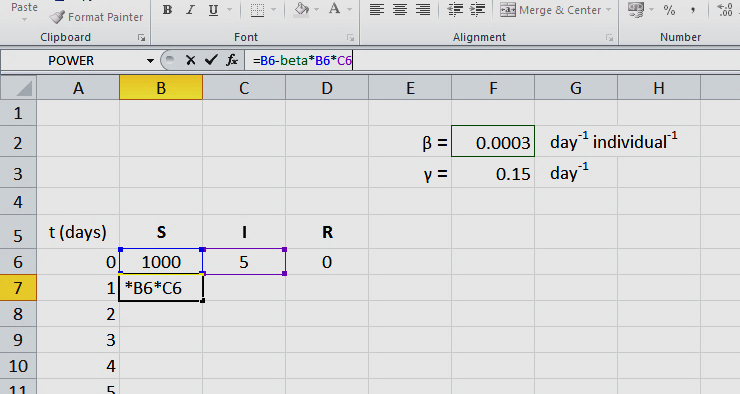 Paste
Format Painter
B I U
A
Merge & Center
%
Clipboard
Font
Alignment
Number
POWER
fx
=B6-beta*B6*C6
A B C D E F G H
1
2 β = 0.0003 day⁻¹ individual⁻¹
3 γ = 0.15 day⁻¹
4
5 t (days) S I R
6 0 1000 5 0
7 1 *B6*C6
8 2
9 3
10 4
11 5